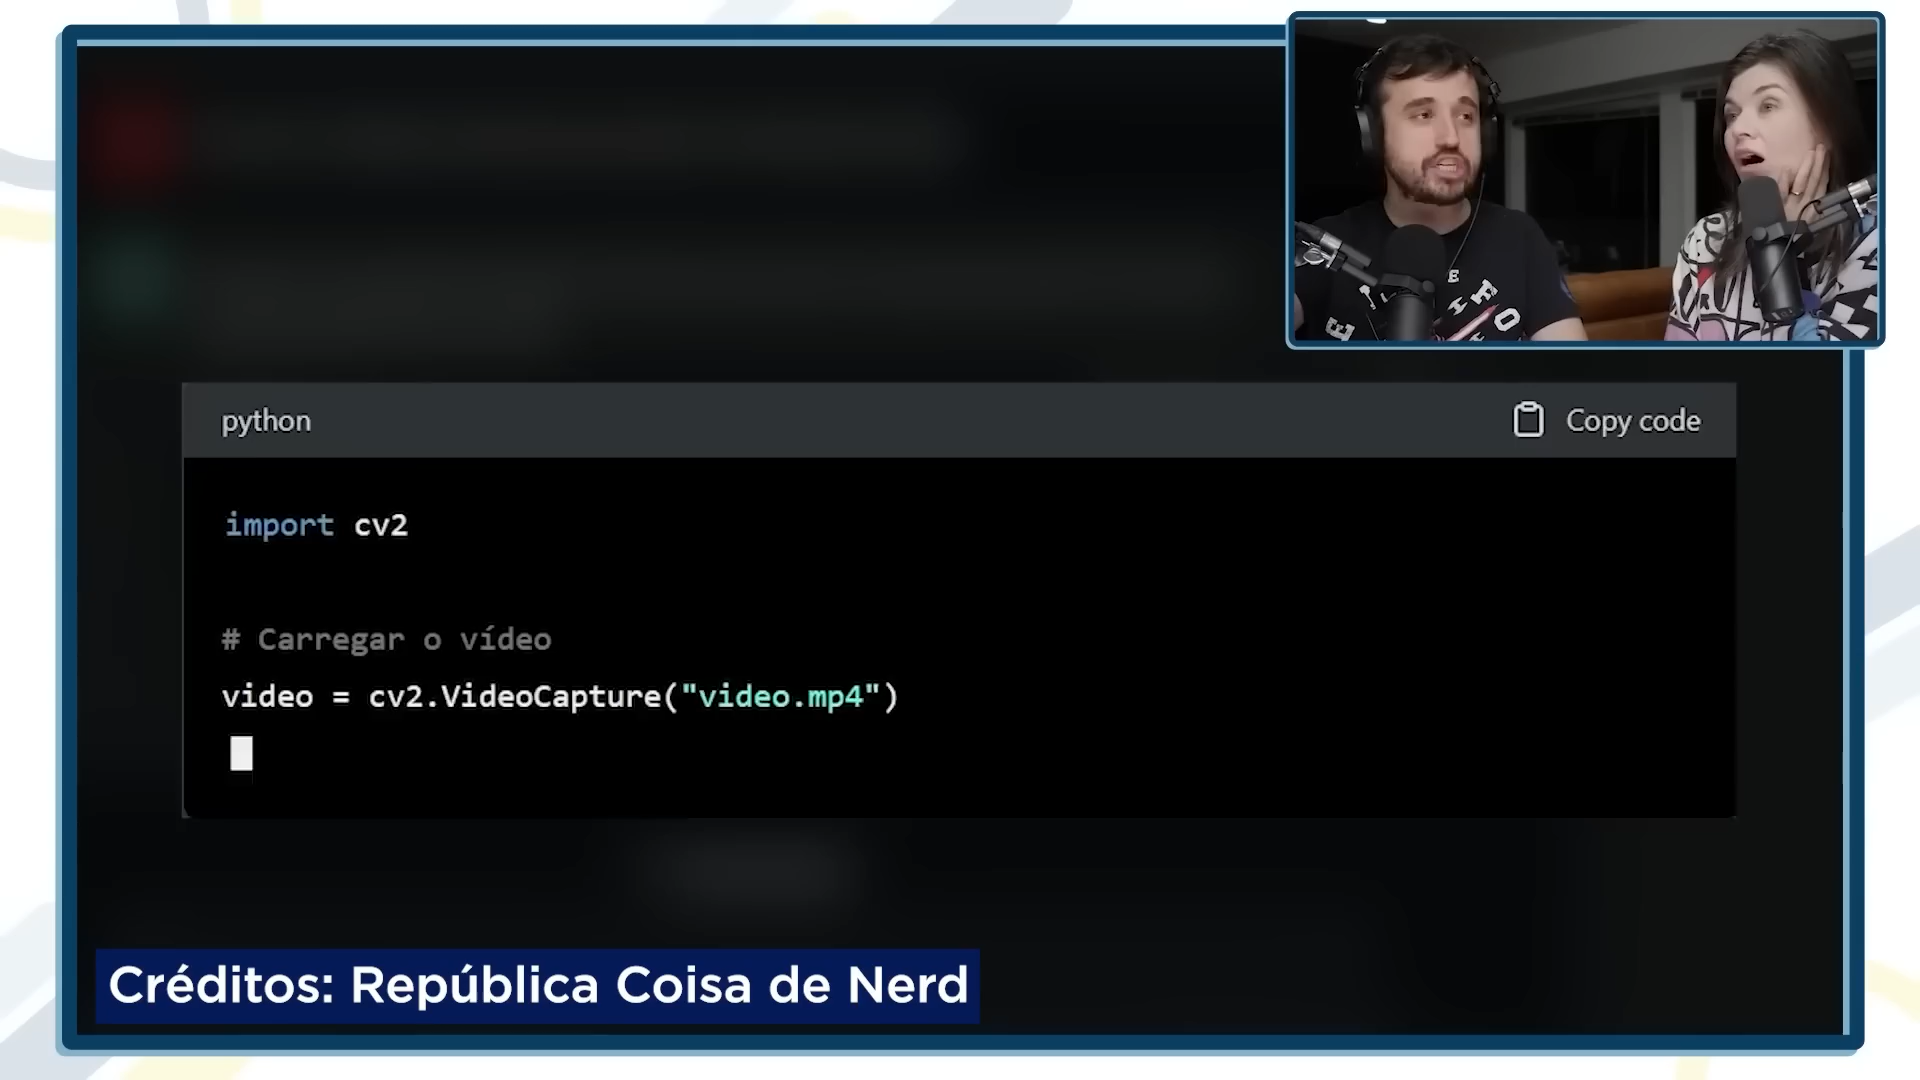 python
Copy code
import cv2
# Carregar o vídeo
video = cv2.VideoCapture("video.mp4")
Créditos: República Coisa de Nerd